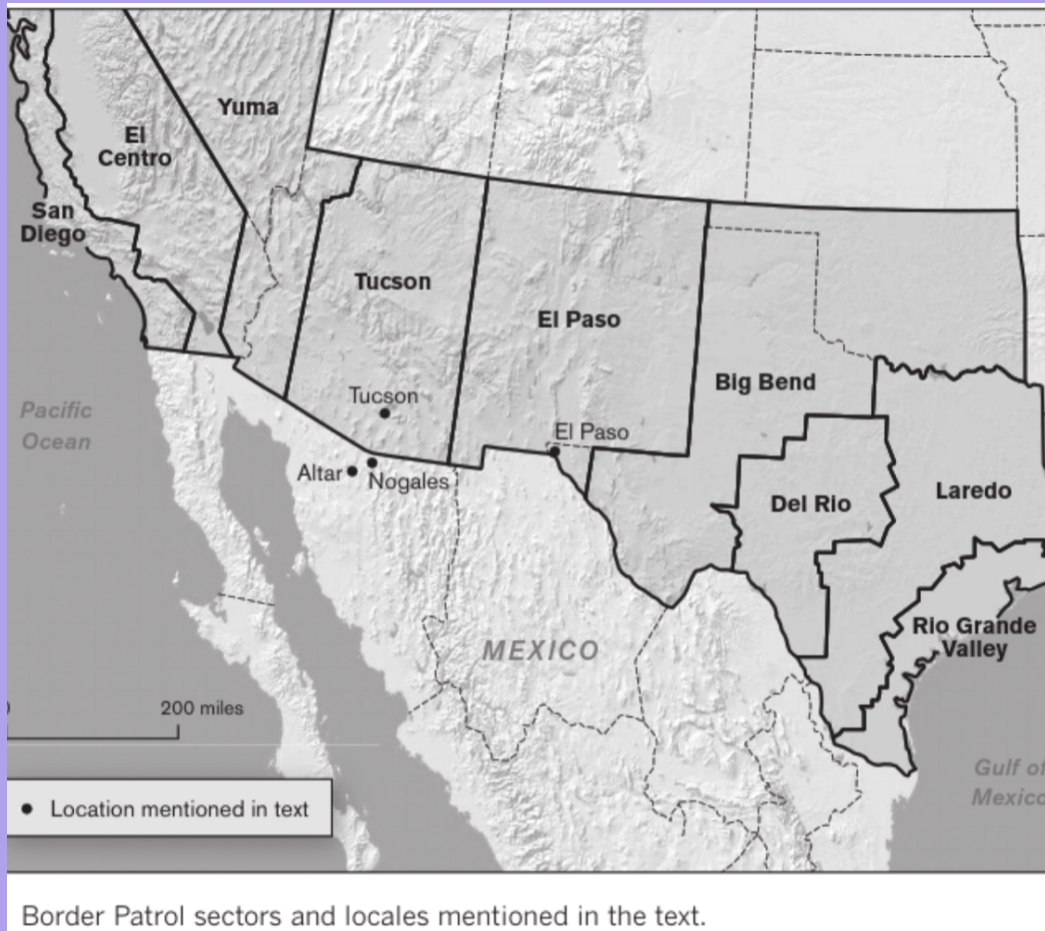 Yuma
El
Centro
San
Diego
Tucson
El Paso
Big Bend
Tucson
El Paso
Pacific
Ocean
Altar
Nogales
Del Rio
Laredo
MEXICO
Rio Grande
Valley
200 miles
Gulf of
Mexico
Location mentioned in text
Border Patrol sectors and locales mentioned in the text.